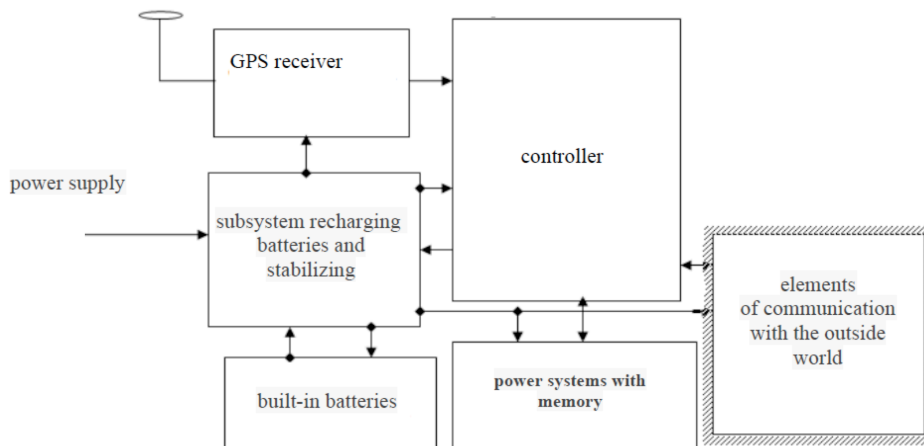 GPS receiver
controller
power supply
subsystem recharging
batteries and
stabilizing
elements
of communication
with the outside
world
built-in batteries
power systems with
memory